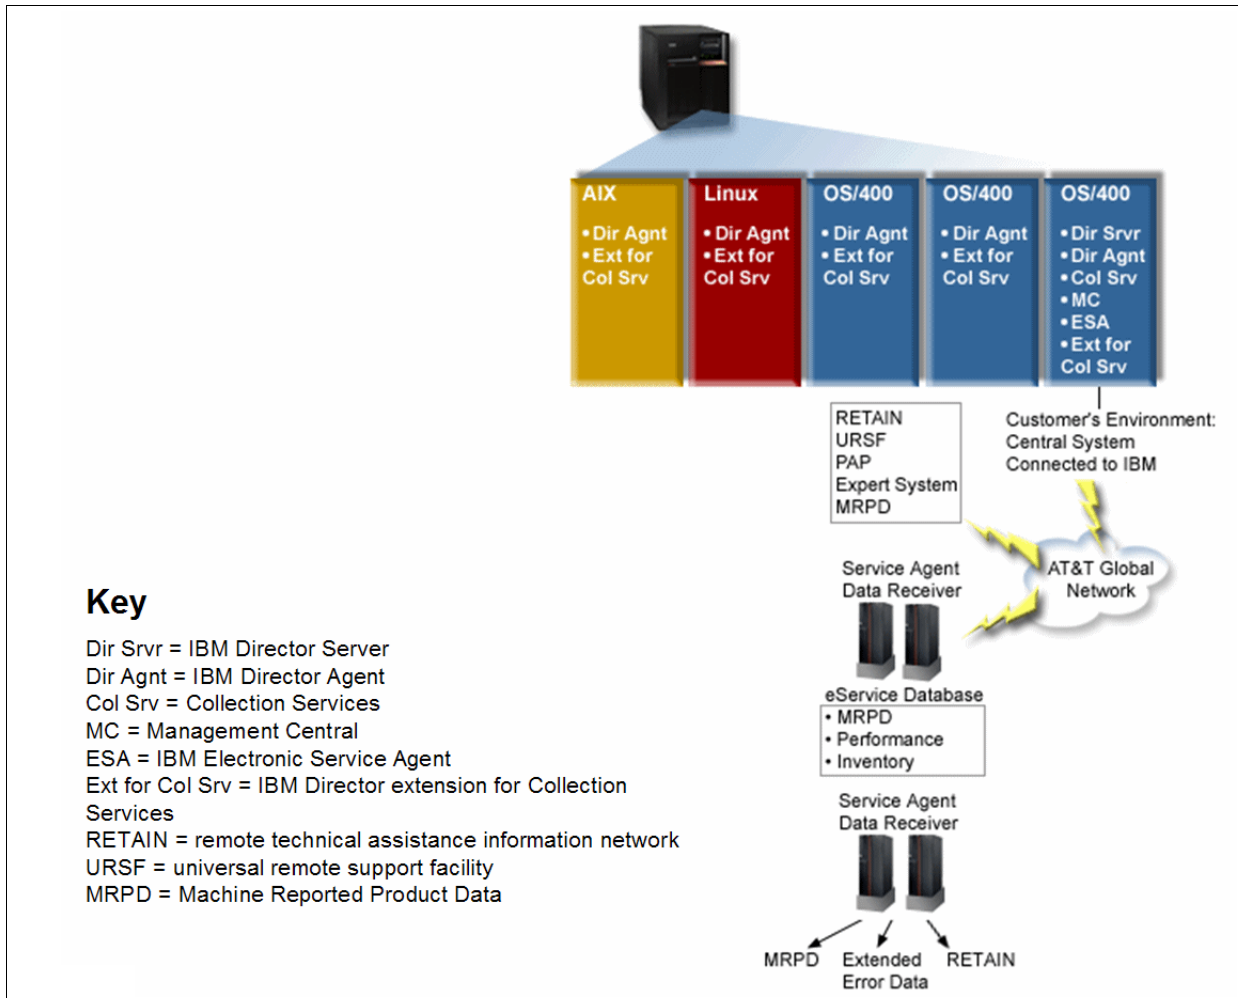 AIX
• Dir Agnt
• Ext for
Col Srv
Linux
• Dir Agnt
• Ext for
Col Srv
OS/400
• Dir Agnt
• Ext for
Col Srv
OS/400
• Dir Agnt
• Ext for
Col Srv
OS/400
• Dir Srvr
• Dir Agnt
• Col Srv
• MC
• ESA
• Ext for
Col Srv
RETAIN
URSF
PAP
Expert System
MRPD
Customer's Environment:
Central System
Connected to IBM
AT&T Global
Network
Service Agent
Data Receiver
eService Database
• MRPD
• Performance
• Inventory
Service Agent
Data Receiver
MRPD
Extended
Error Data
RETAIN
Key
Dir Srvr = IBM Director Server
Dir Agnt = IBM Director Agent
Col Srv = Collection Services
MC = Management Central
ESA = IBM Electronic Service Agent
Ext for Col Srv = IBM Director extension for Collection
Services
RETAIN = remote technical assistance information network
URSF = universal remote support facility
MRPD = Machine Reported Product Data